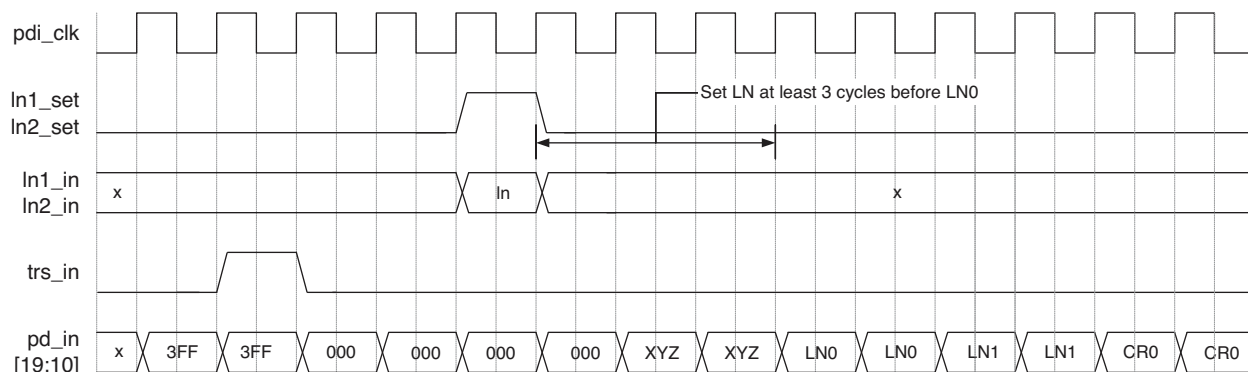 pdi_clk
ln1_set
Set LN at least 3 cycles before LN0
ln2_set
ln1_in
x ln x
ln2_in
trs_in
pd_in
x 3FF 3FF 000 000 000 000 XYZ XYZ LN0 LN0 LN1 LN1 CR0 CR0
[19:10]